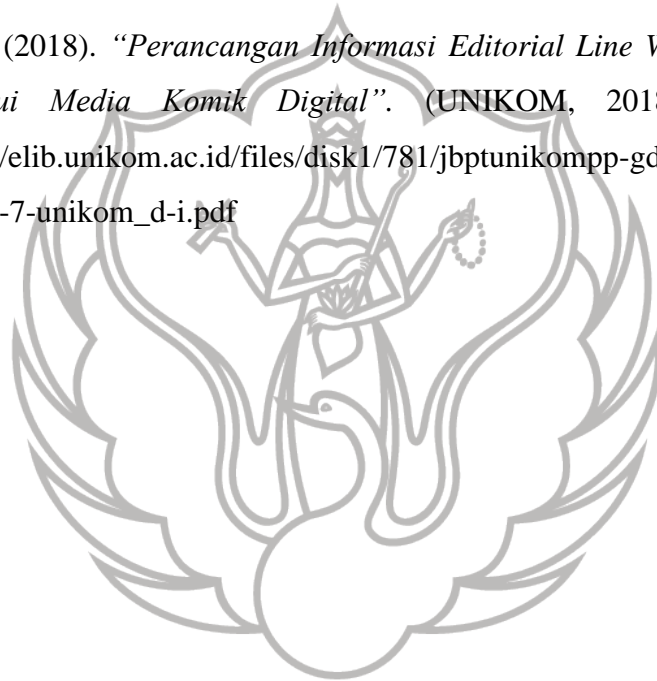 (2018). “Perancangan Informasi Editorial Line W
ui Media Komik Digital”. (UNIKOM, 2018
/elib.unikom.ac.id/files/disk1/781/jbptunikompp-gd
-7-unikom_d-i.pdf